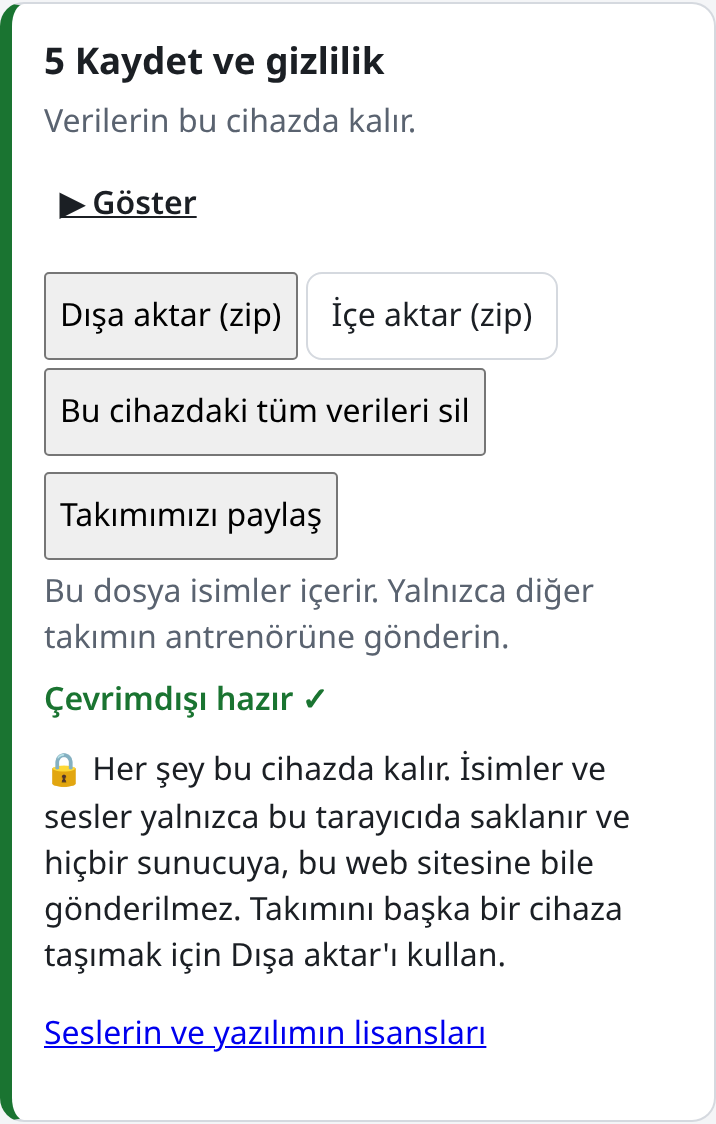 5 Kaydet ve gizlilik
Verilerin bu cihazda kalır.
▶ Göster
Dışa aktar (zip) İçe aktar (zip)
Bu cihazdaki tüm verileri sil
Takımımızı paylaş
Bu dosya isimler içerir. Yalnızca diğer
takımın antrenörüne gönderin.
Çevrimdışı hazır ✓
🔒 Her şey bu cihazda kalır. İsimler ve
sesler yalnızca bu tarayıcıda saklanır ve
hiçbir sunucuya, bu web sitesine bile
gönderilmez. Takımını başka bir cihaza
taşımak için Dışa aktar'ı kullan.
Seslerin ve yazılımın lisansları